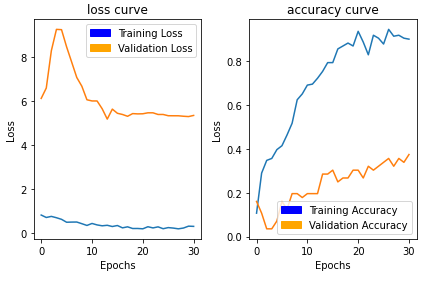 loss curve
Loss
8
6
4
2
0
Training Loss
Validation Loss
0 10 20 30
Epochs
accuracy curve
Loss
0.8
0.6
0.4
0.2
0.0
Training Accuracy
Validation Accuracy
0 10 20 30
Epochs